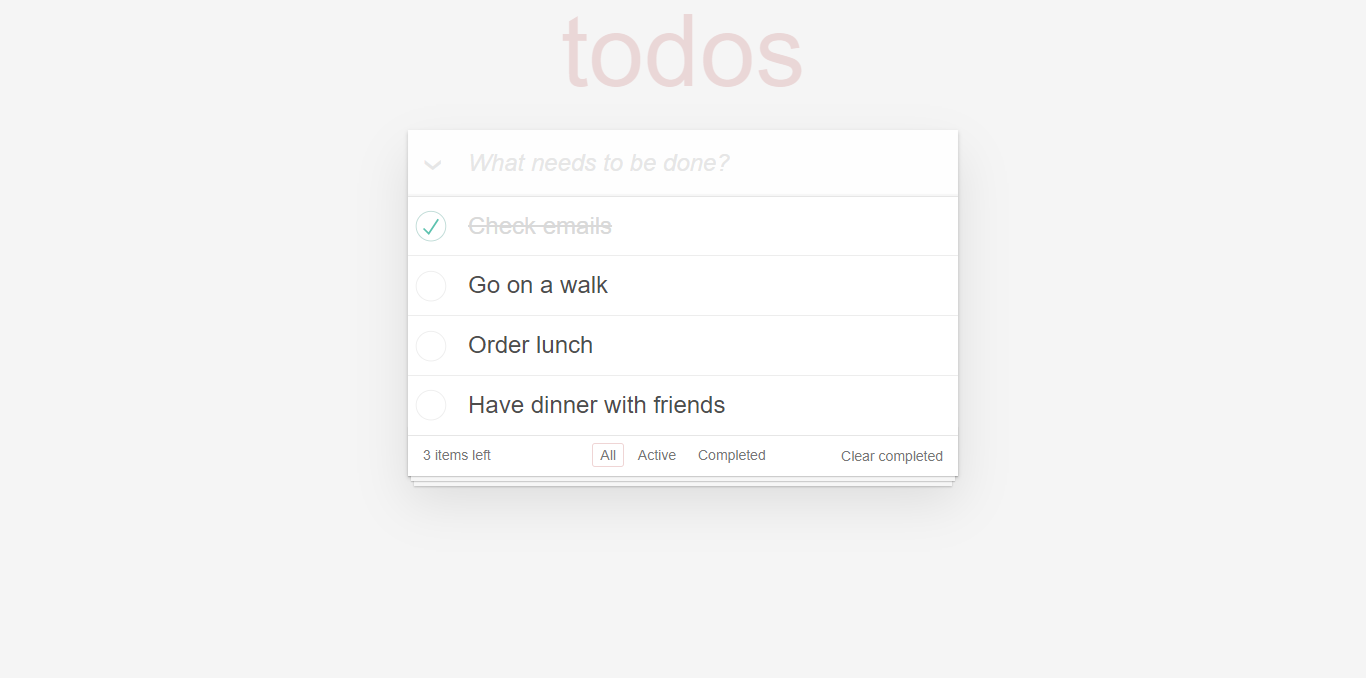 todos
What needs to be done?
Check emails
Go on a walk
Order lunch
Have dinner with friends
3 items left All Active Completed Clear completed